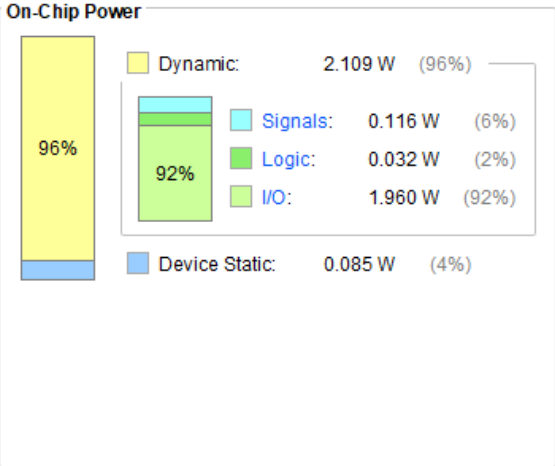 On-Chip Power
Dynamic: 2.109 W (96%)
96%
Signals: 0.116 W (6%)
Logic: 0.032 W (2%)
92%
I/O: 1.960 W (92%)
Device Static: 0.085 W (4%)